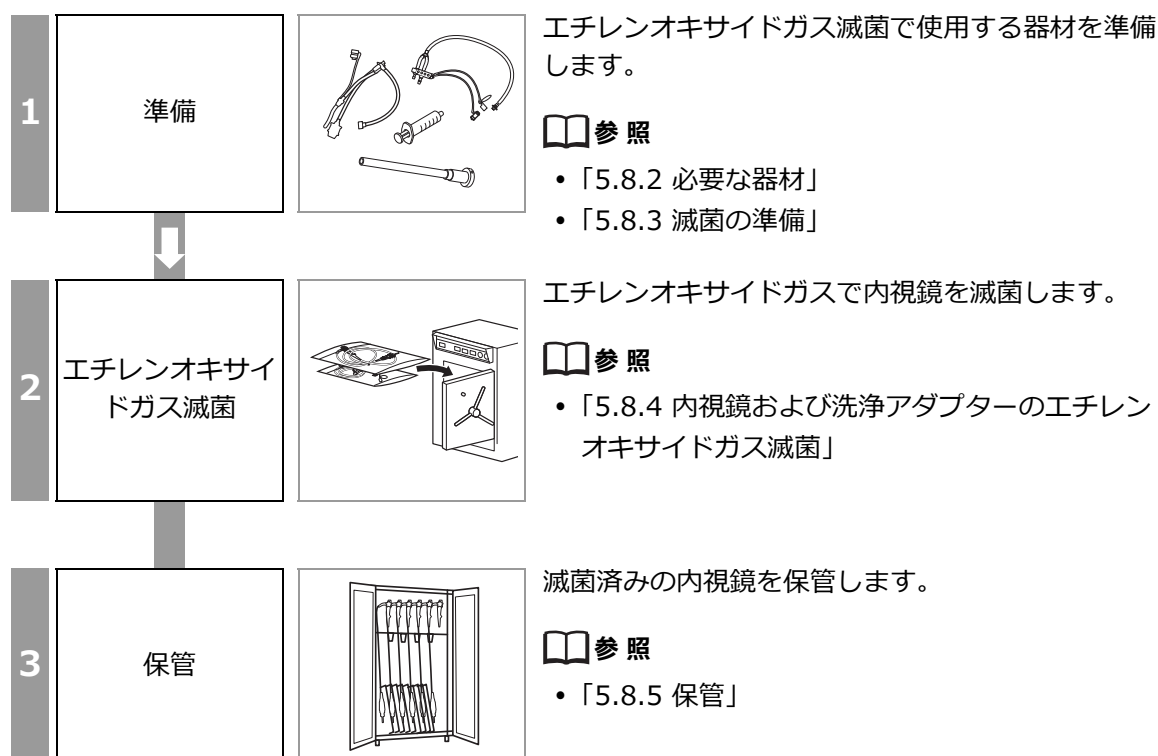 1
準備
エチレンオキサイドガス滅菌で使用する器材を準備
します。
参 照
•「5.8.2 必要な器材」
•「5.8.3 滅菌の準備」
2
エチレンオキサイ
ドガス滅菌
エチレンオキサイドガスで内視鏡を滅菌します。
参 照
•「5.8.4 内視鏡および洗浄アダプターのエチレン
オキサイドガス滅菌」
3
保管
滅菌済みの内視鏡を保管します。
参 照
•「5.8.5 保管」